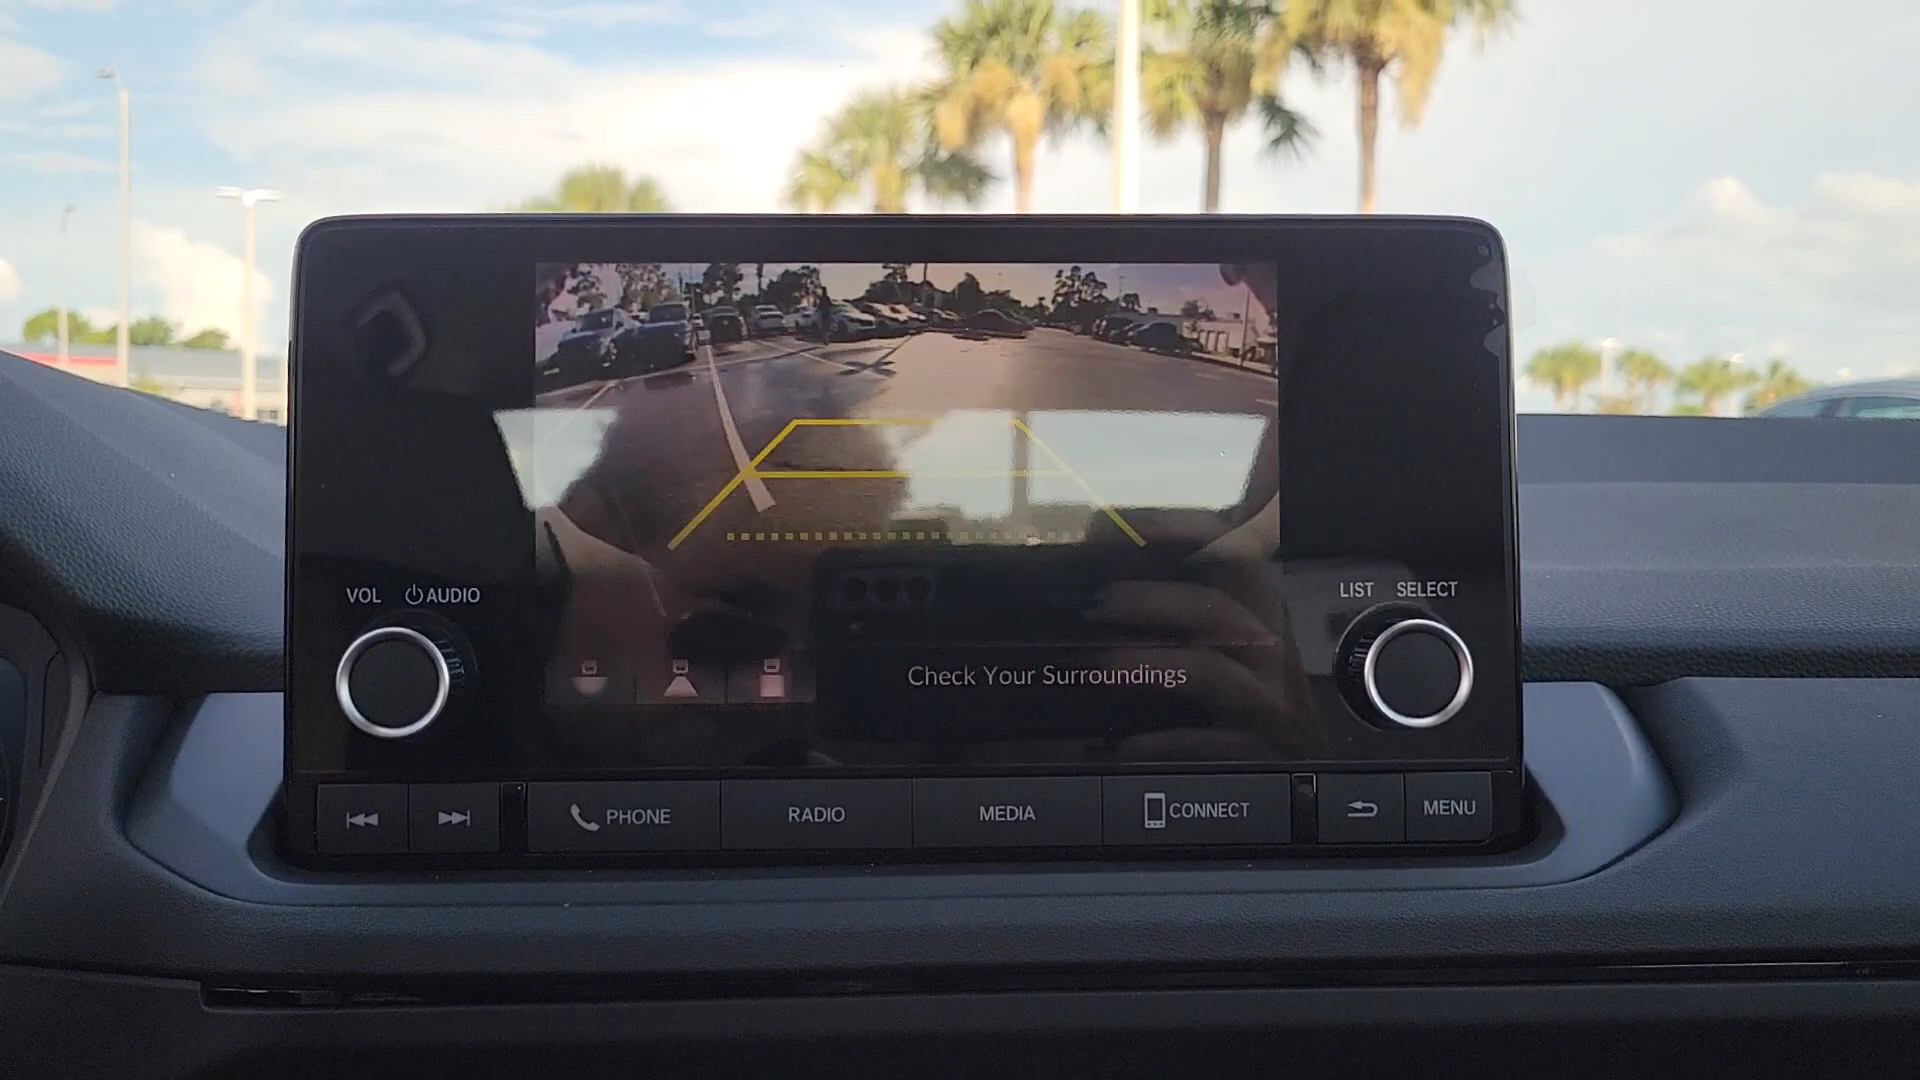 VOL AUDIO
LIST SELECT
Check Your Surroundings
PHONE
RADIO
MEDIA
CONNECT
MENU